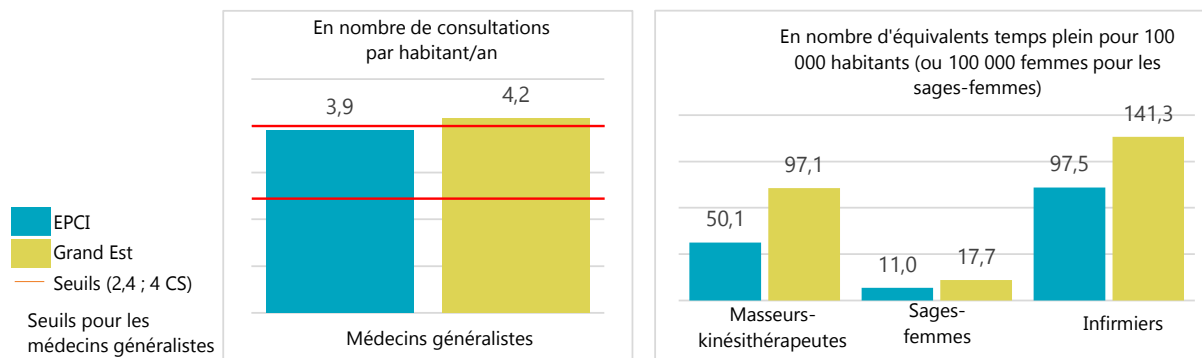 En nombre de consultations
par habitant/an
3,9
4,2
Médecins généralistes
EPCI
Grand Est
Seuils (2,4 ; 4 CS)
Seuils pour les
médecins généralistes
En nombre d'équivalents temps plein pour 100
000 habitants (ou 100 000 femmes pour les
sages-femmes)
50,1
97,1
11,0
17,7
97,5
141,3
Masseurs-
kinésithérapeutes
Sages-
femmes
Infirmiers